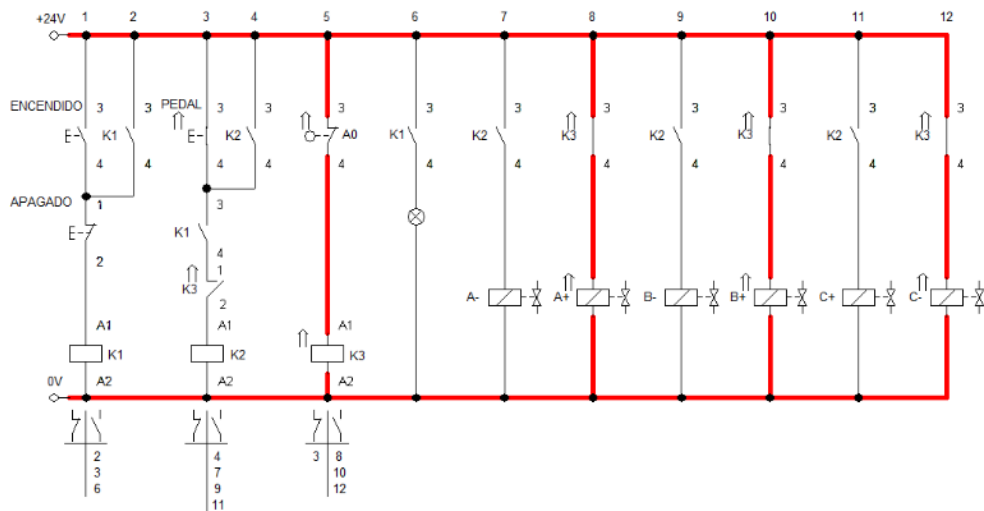 1 2 3 4 5 6 7 8 9 10 11 12
+24V
ENCENDIDO 3 3 PEDAL 3 3 3 3 3 3 3 3 3 3
K1 K2 A0 K1 K2 K3 K2 K3 K2 K3
4 4 4 4 4 4 4 4 4 4 4 4
APAGADO 1 3
K1
2 4
1
K3
2
A- A+ B- B+ C+ C-
A1 A1 A1
K1 K2 K3
0V A2 A2 A2
2 4 3 8
3 7 10
6 9 12
11